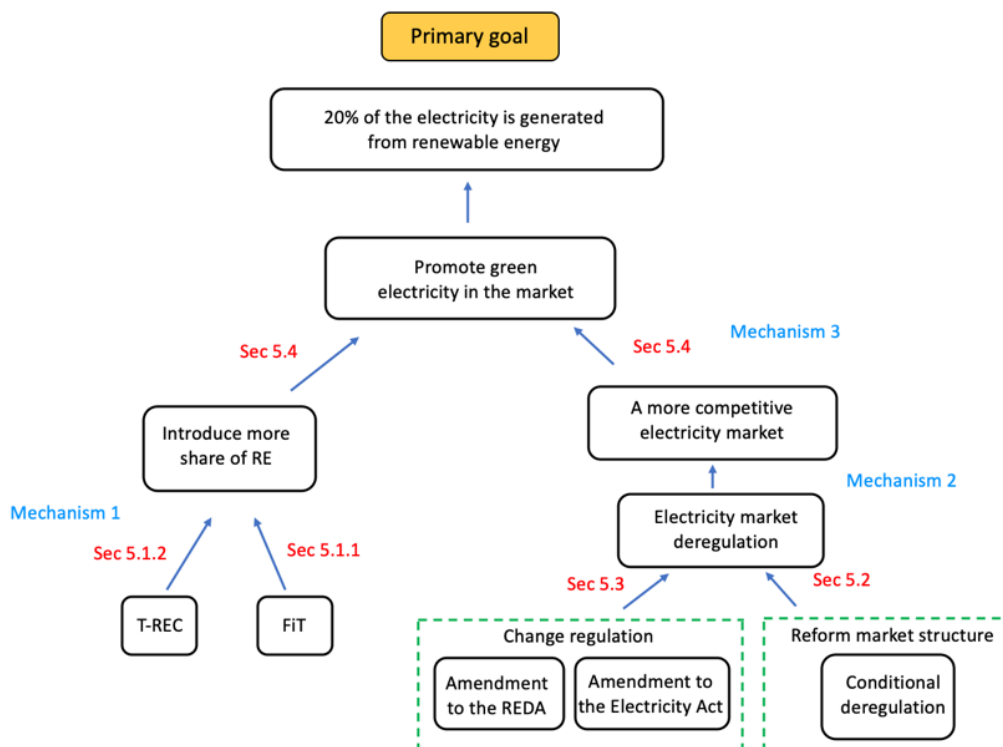 Primary goal
20% of the electricity is generated
from renewable energy
Promote green
electricity in the market
Mechanism 3
Sec 5.4
Sec 5.4
Introduce more
share of RE
A more competitive
electricity market
Mechanism 1
Mechanism 2
Sec 5.1.2
Sec 5.1.1
Electricity market
deregulation
Sec 5.3
Sec 5.2
T-REC
FiT
Change regulation
Amendment
to the REDA
Amendment to
the Electricity Act
Reform market structure
Conditional
deregulation